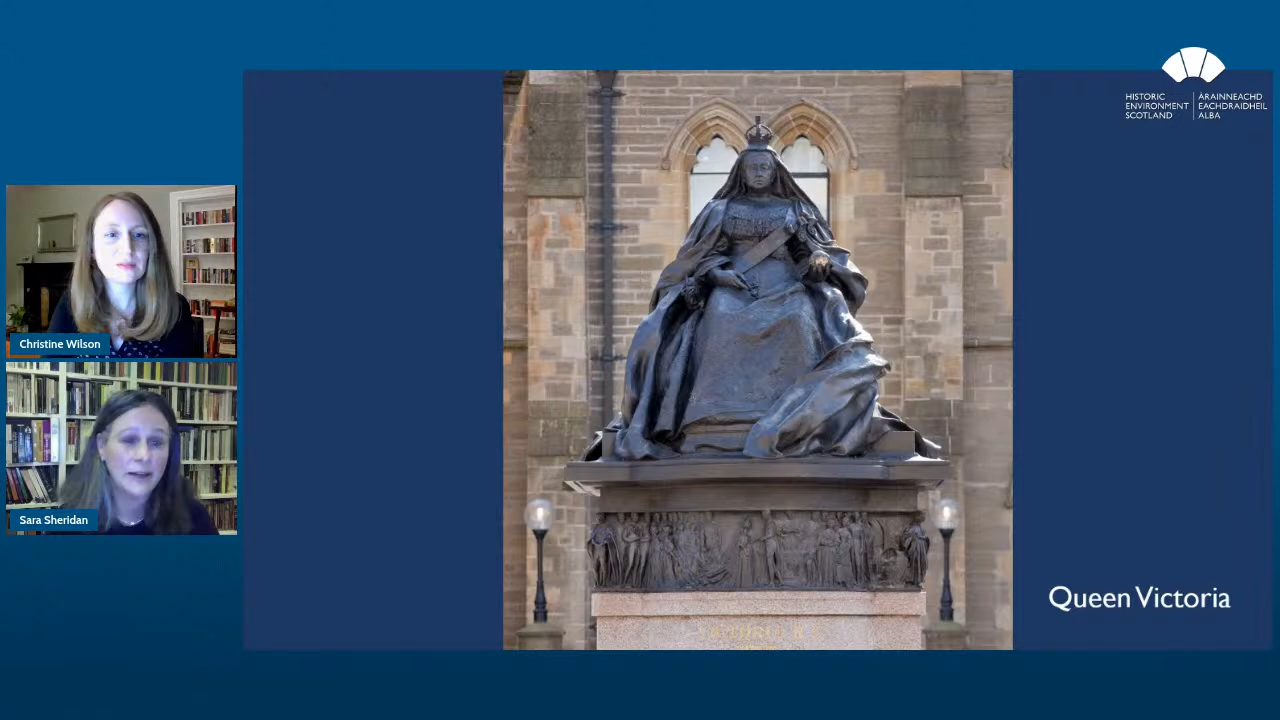 HISTORIC
ENVIRONMENT
SCOTLAND
ÀRAINNEACHD
EACHDRAIDHEIL
ALBA
Christine Wilson
Sara Sheridan
Queen Victoria